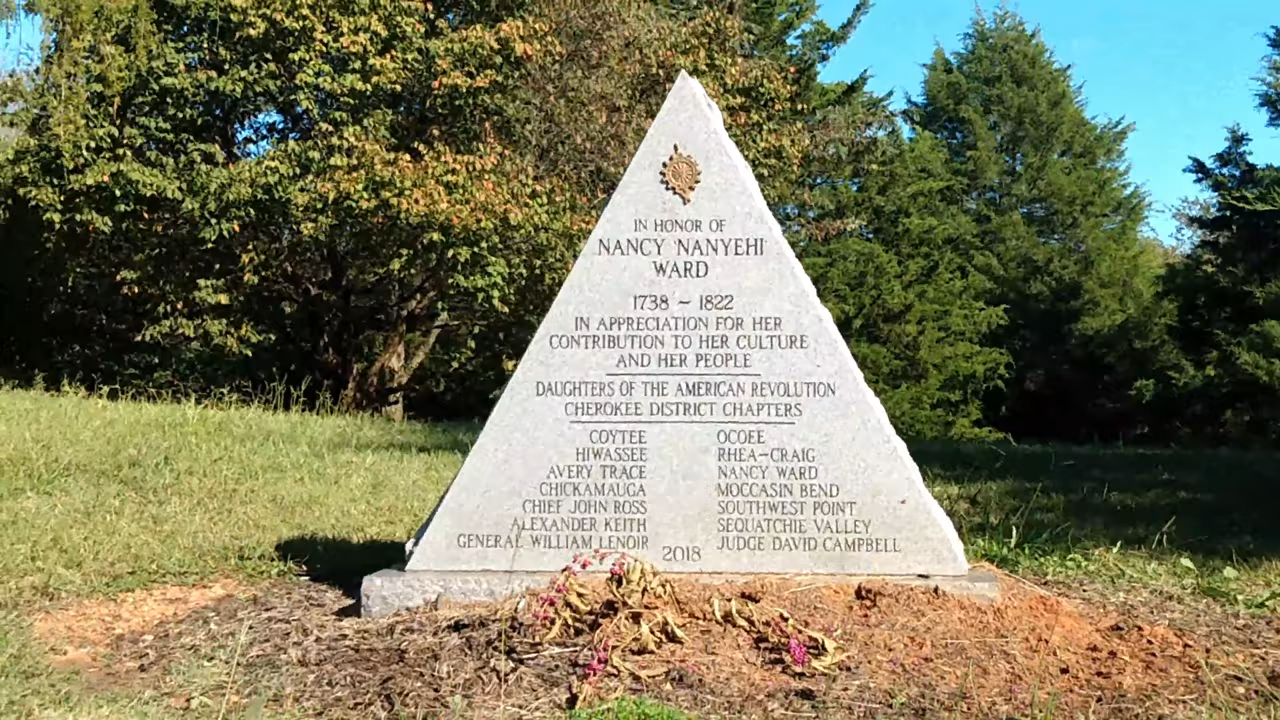 IN HONOR OF
NANCY 'NANYEHI'
WARD
1738 ~ 1822
IN APPRECIATION FOR HER
CONTRIBUTION TO HER CULTURE
AND HER PEOPLE
DAUGHTERS OF THE AMERICAN REVOLUTION
CHEROKEE DISTRICT CHAPTERS
COYTEE
HIWASSEE
AVERY TRACE
CHICKAMAUGA
CHIEF JOHN ROSS
ALEXANDER KEITH
GENERAL WILLIAM LENOIR
OCOEE
RHEA-CRAIG
NANCY WARD
MOCCASIN BEND
SOUTHWEST POINT
SEQUATCHIE VALLEY
JUDGE DAVID CAMPBELL
2018